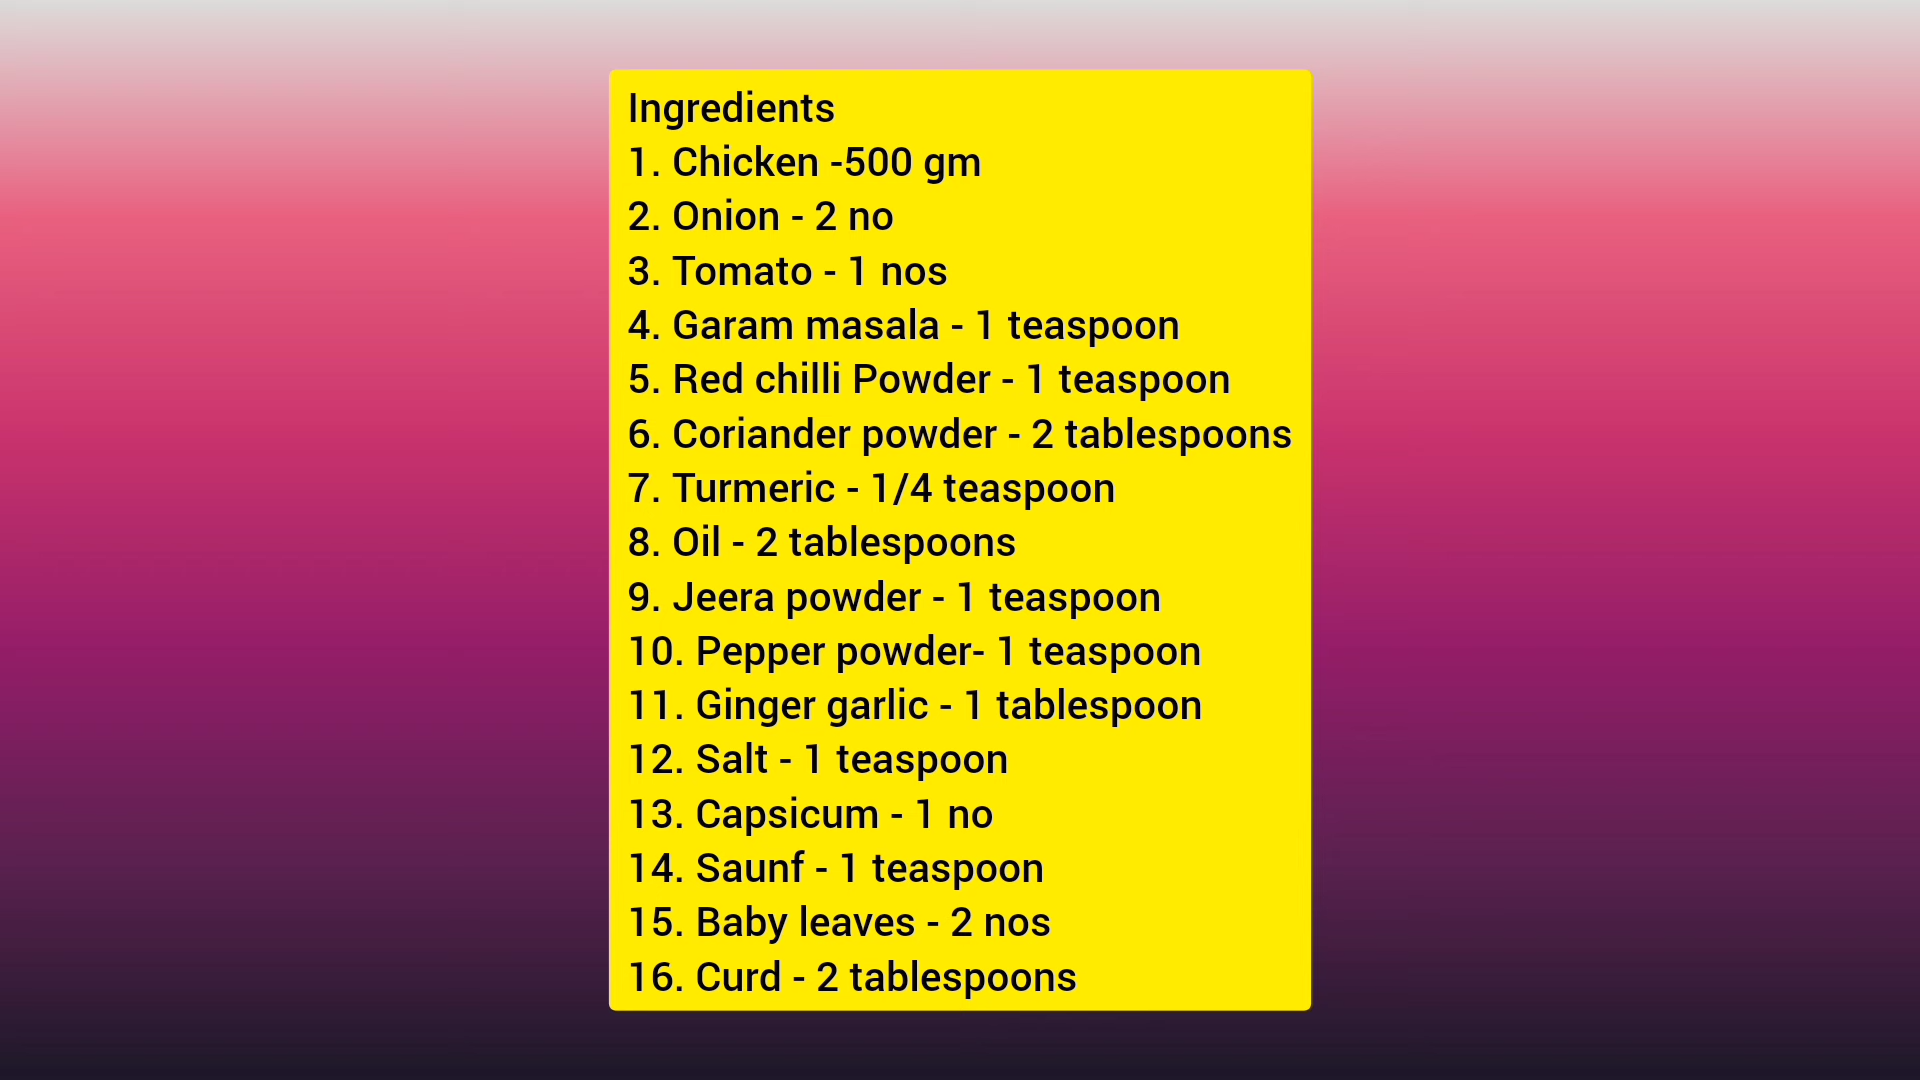 Ingredients
1. Chicken -500 gm
2. Onion - 2 no
3. Tomato - 1 nos
4. Garam masala - 1 teaspoon
5. Red chilli Powder - 1 teaspoon
6. Coriander powder - 2 tablespoons
7. Turmeric - 1/4 teaspoon
8. Oil - 2 tablespoons
9. Jeera powder - 1 teaspoon
10. Pepper powder- 1 teaspoon
11. Ginger garlic - 1 tablespoon
12. Salt - 1 teaspoon
13. Capsicum - 1 no
14. Saunf - 1 teaspoon
15. Baby leaves - 2 nos
16. Curd - 2 tablespoons